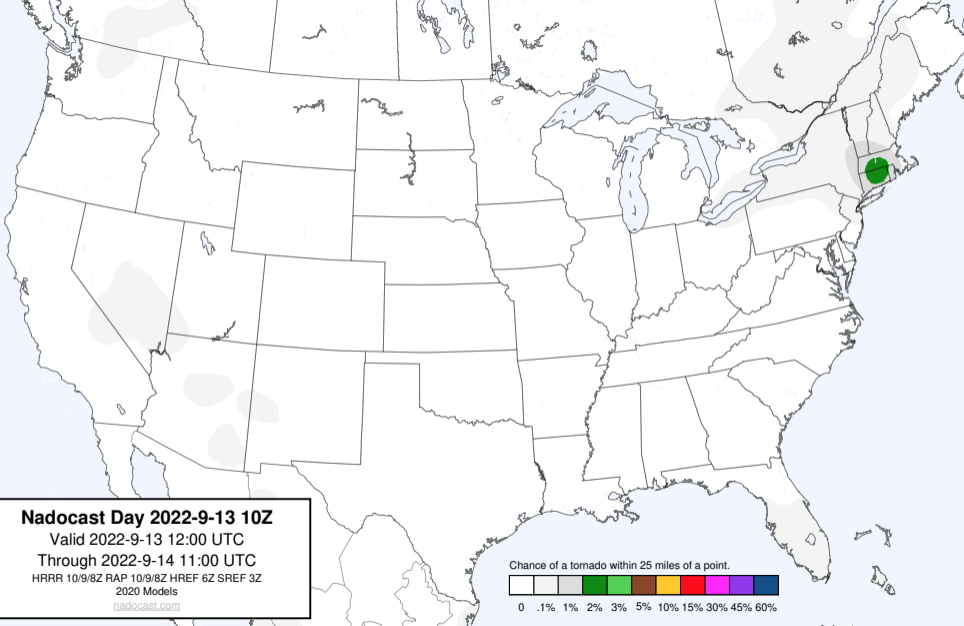 Nadocast Day 2022-9-13 10Z
Valid 2022-9-13 12:00 UTC
Through 2022-9-14 11:00 UTC
HRRR 10/9/8Z RAP 10/9/8Z HREF 6Z SREF 3Z
2020 Models
nadocast.com
Chance of a tornado within 25 miles of a point.
0 .1% 1% 2% 3% 5% 10% 15% 30% 45% 60%